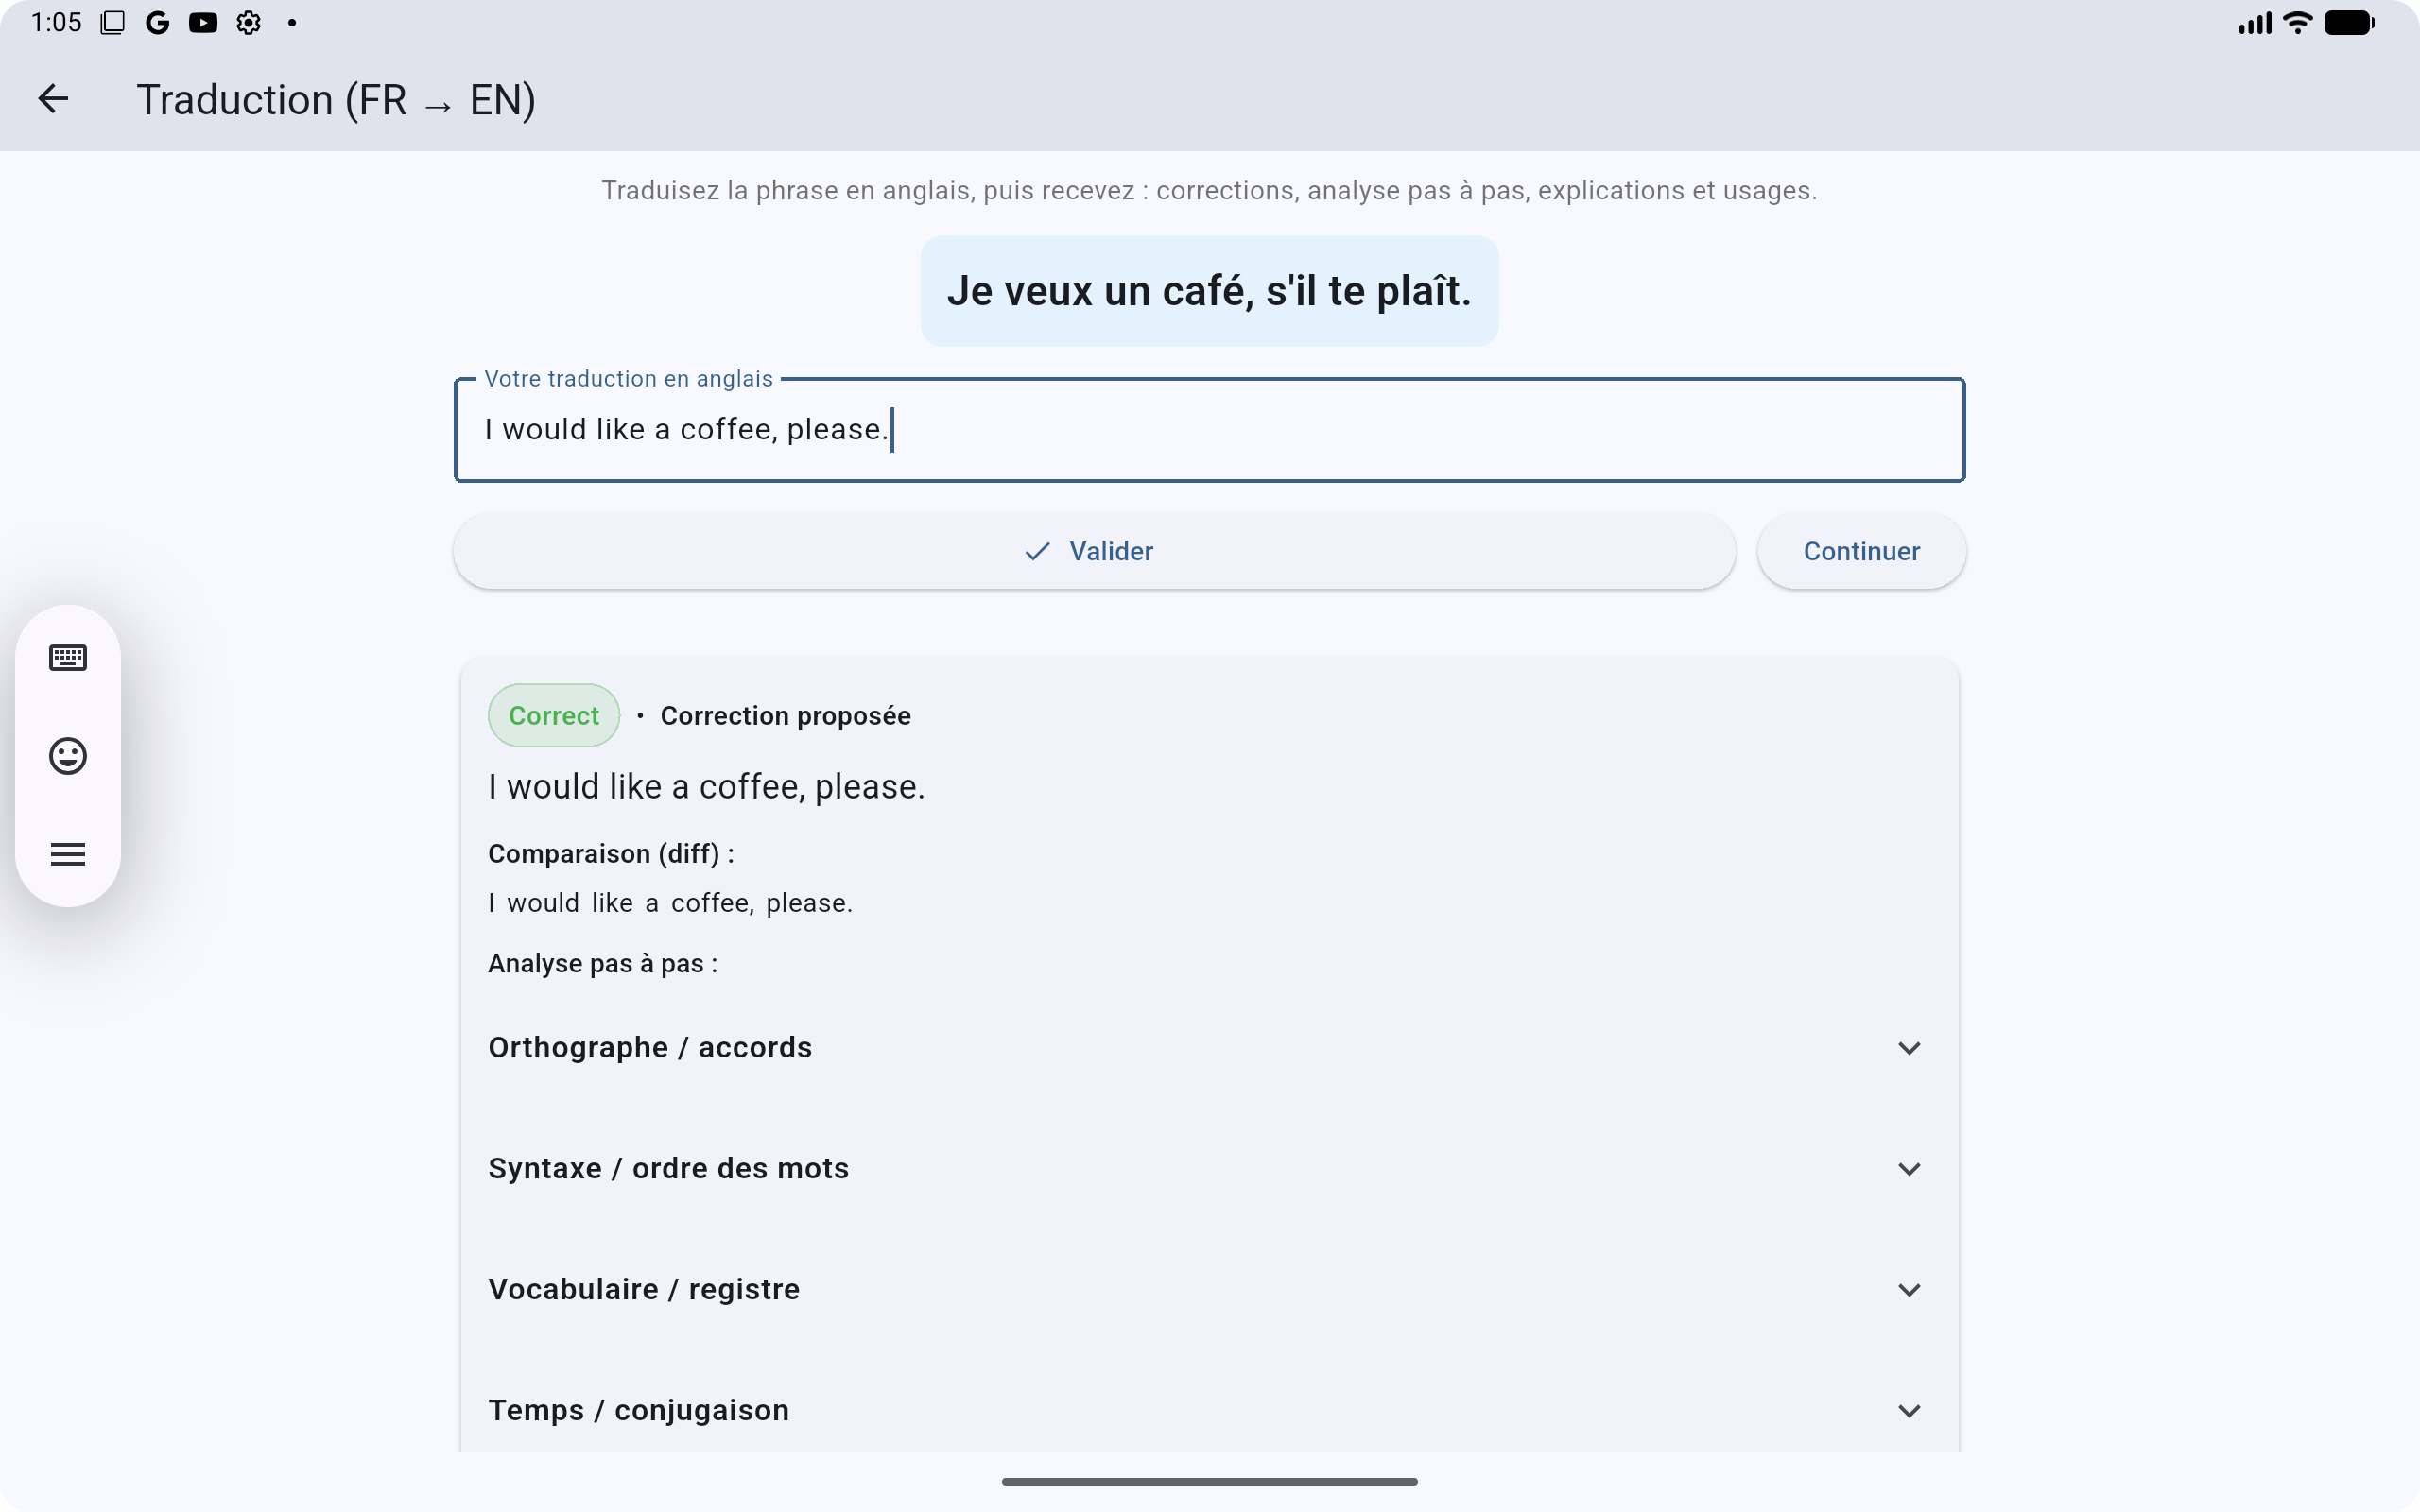 1:05
Traduction (FR → EN)
Traduisez la phrase en anglais, puis recevez : corrections, analyse pas à pas, explications et usages.
Je veux un café, s'il te plaît.
Votre traduction en anglais
I would like a coffee, please.
Valider
Continuer
Correct • Correction proposée
I would like a coffee, please.
Comparaison (diff) :
I would like a coffee, please.
Analyse pas à pas :
Orthographe / accords
Syntaxe / ordre des mots
Vocabulaire / registre
Temps / conjugaison